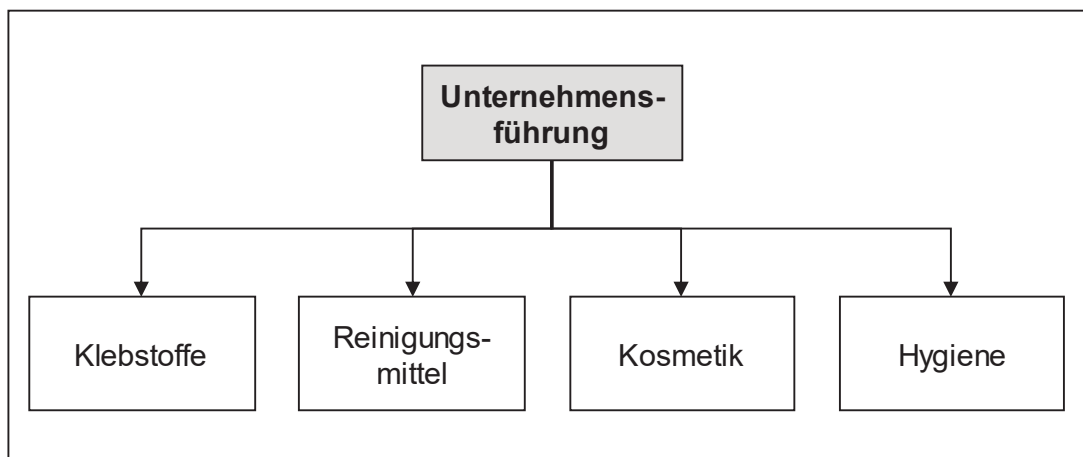 Unternehmens-
führung
Klebstoffe
Reinigungs-
mittel
Kosmetik
Hygiene